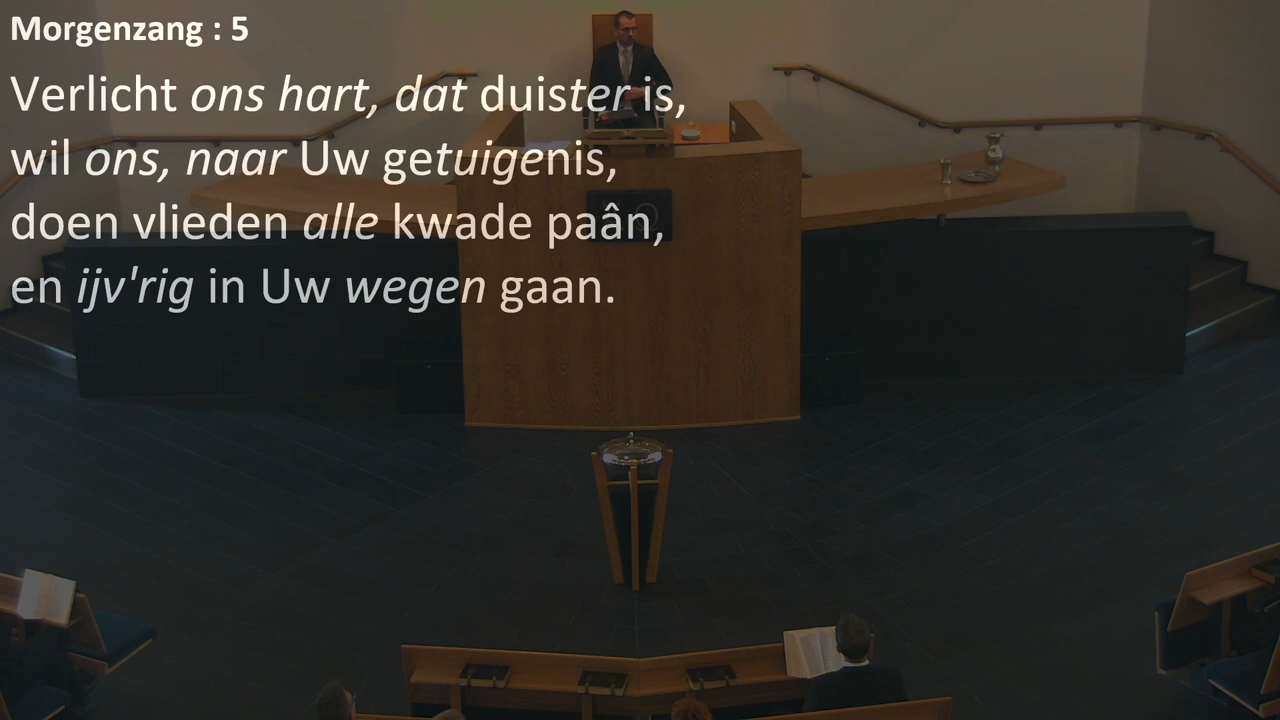 Morgenzang : 5
Verlicht ons hart, dat duister is,
wil ons, naar Uw getuigenis,
doen vlieden alle kwade paân,
en ijv'rig in Uw wegen gaan.